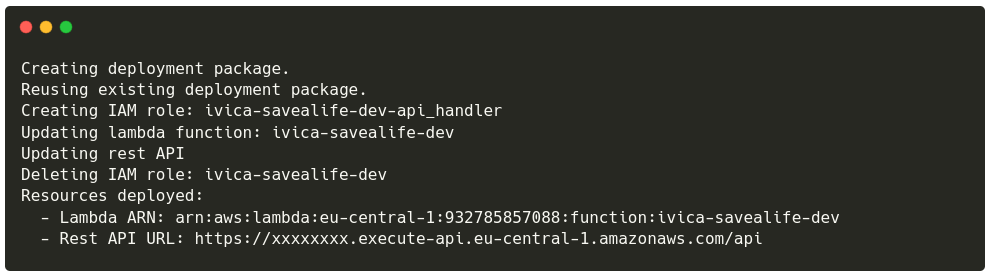 Creating deployment package.
Reusing existing deployment package.
Creating IAM role: ivica-savealife-dev-api_handler
Updating lambda function: ivica-savealife-dev
Updating rest API
Deleting IAM role: ivica-savealife-dev
Resources deployed:
  - Lambda ARN: arn:aws:lambda:eu-central-1:932785857088:function:ivica-savealife-dev
  - Rest API URL: https://xxxxxxxx.execute-api.eu-central-1.amazonaws.com/api